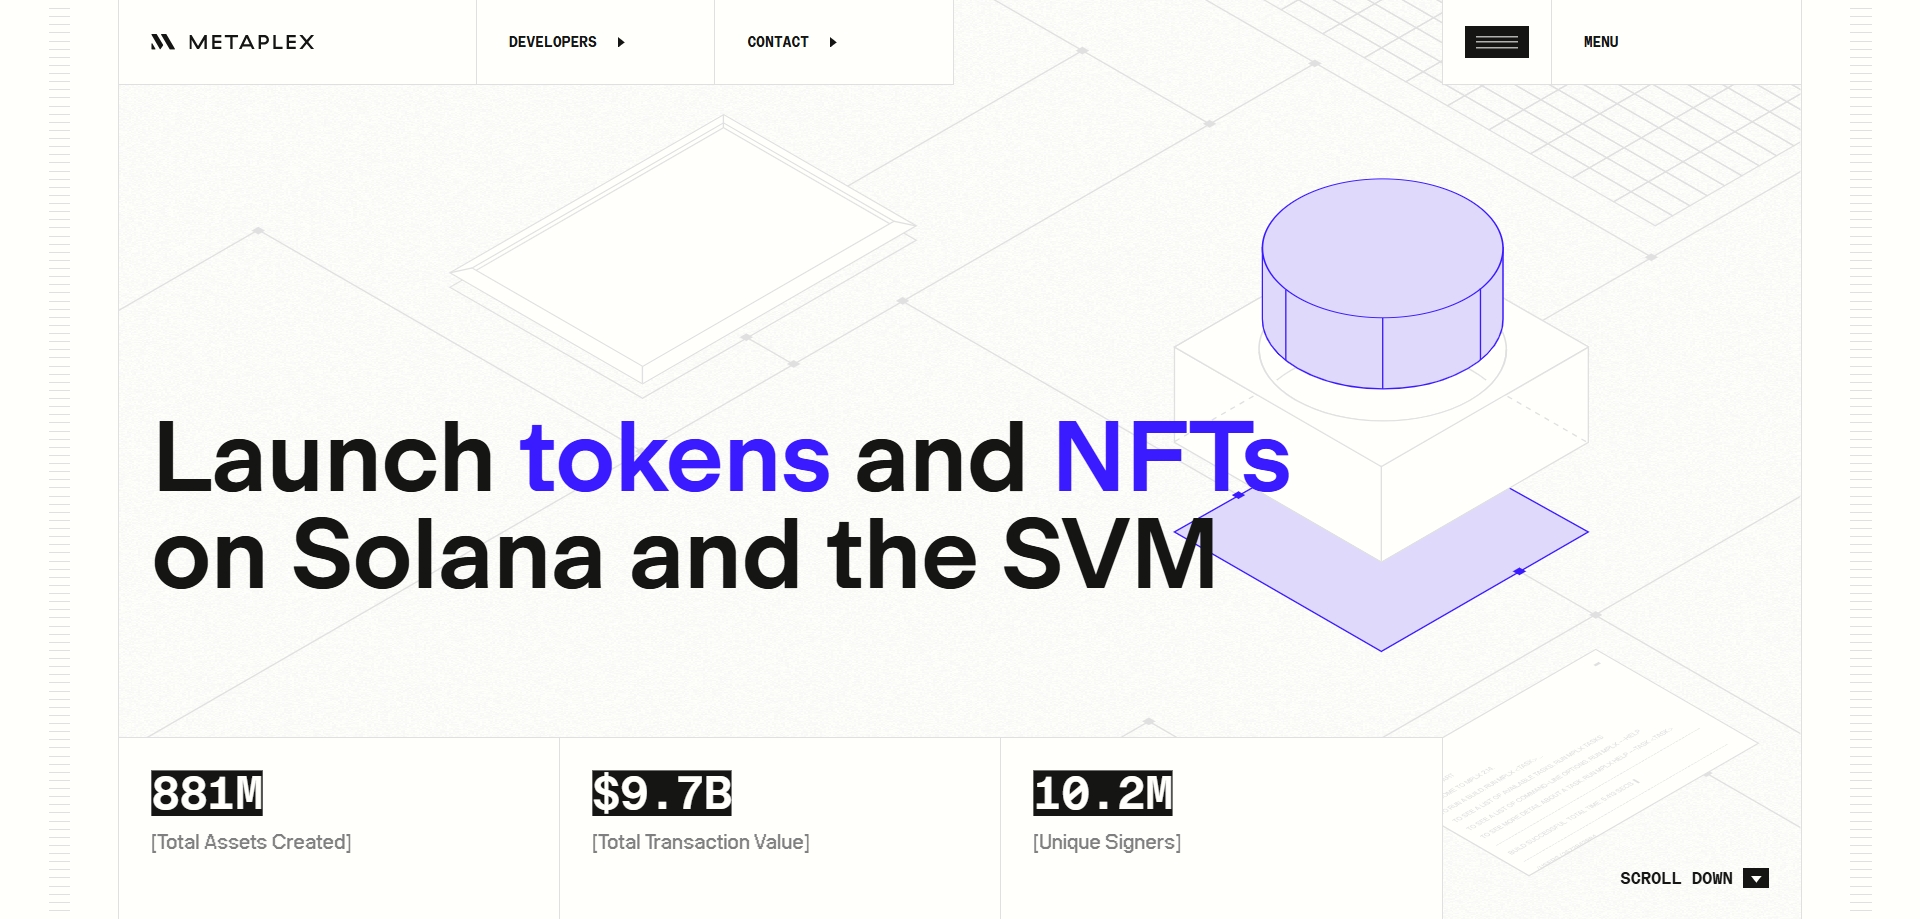 METAPLEX
DEVELOPERS
CONTACT
MENU
Launch tokens and NFTs
on Solana and the SVM
881M
[Total Assets Created]
$9.7B
[Total Transaction Value]
10.2M
[Unique Signers]
SCROLL DOWN